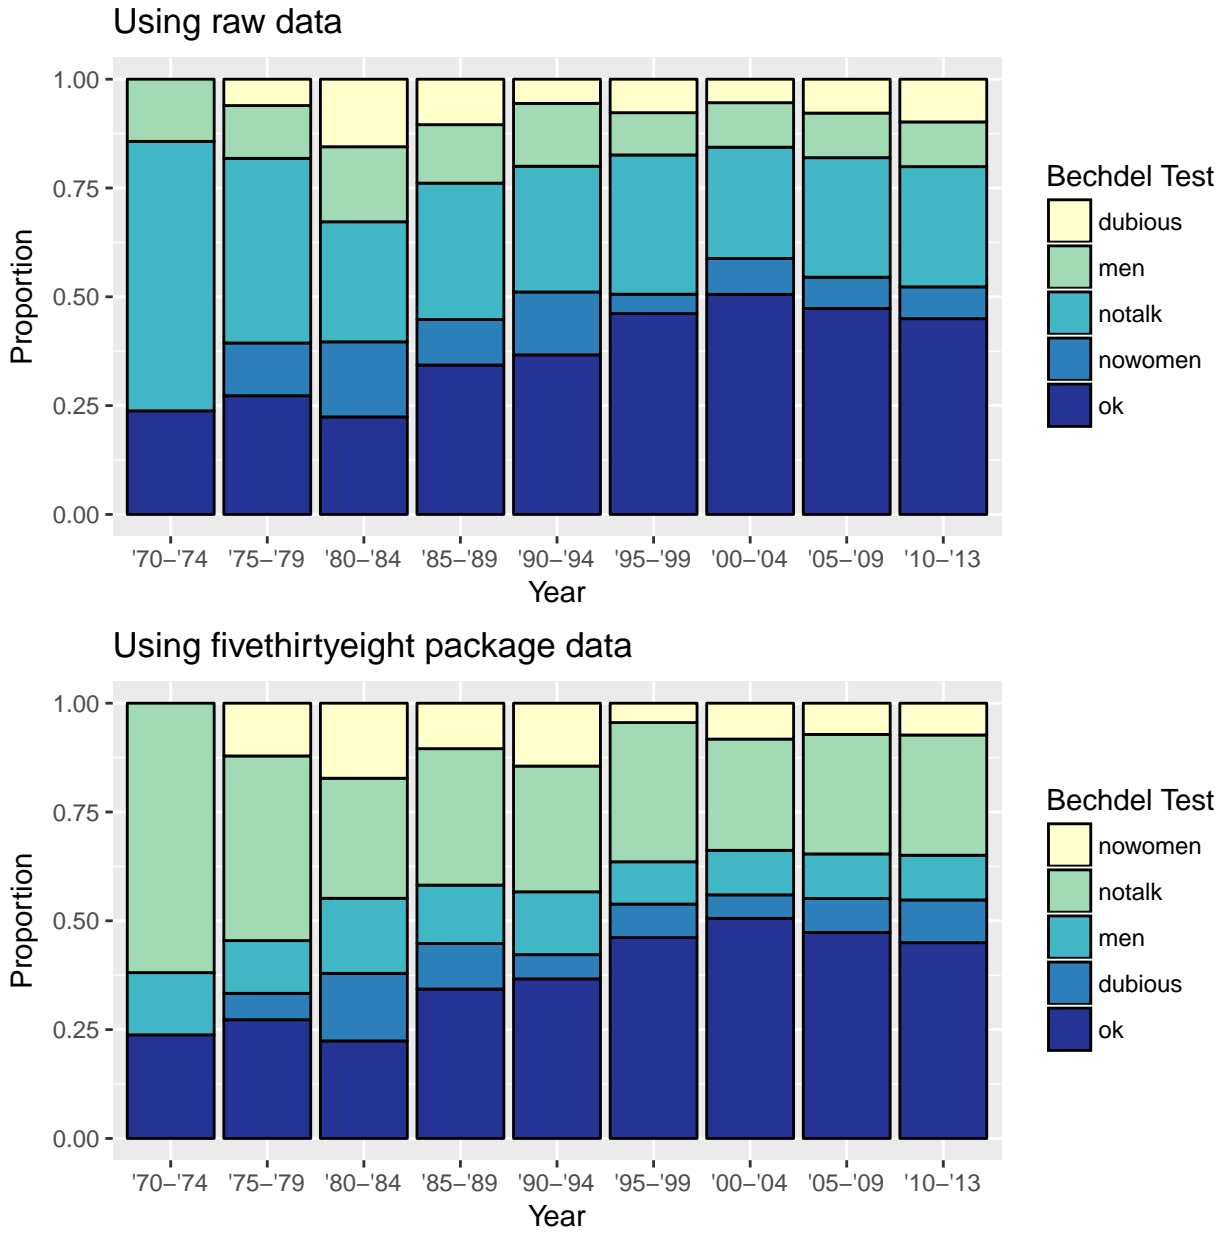 Using raw data
1.00
0.75
0.50
0.25
0.00
Proportion
'70–'74 '75–'79 '80–'84 '85–'89 '90–'94 '95–'99 '00–'04 '05–'09 '10–'13
Year
Bechdel Test
dubious
men
notalk
nowomen
ok
Using fivethirtyeight package data
1.00
0.75
0.50
0.25
0.00
Proportion
'70–'74 '75–'79 '80–'84 '85–'89 '90–'94 '95–'99 '00–'04 '05–'09 '10–'13
Year
Bechdel Test
nowomen
notalk
men
dubious
ok